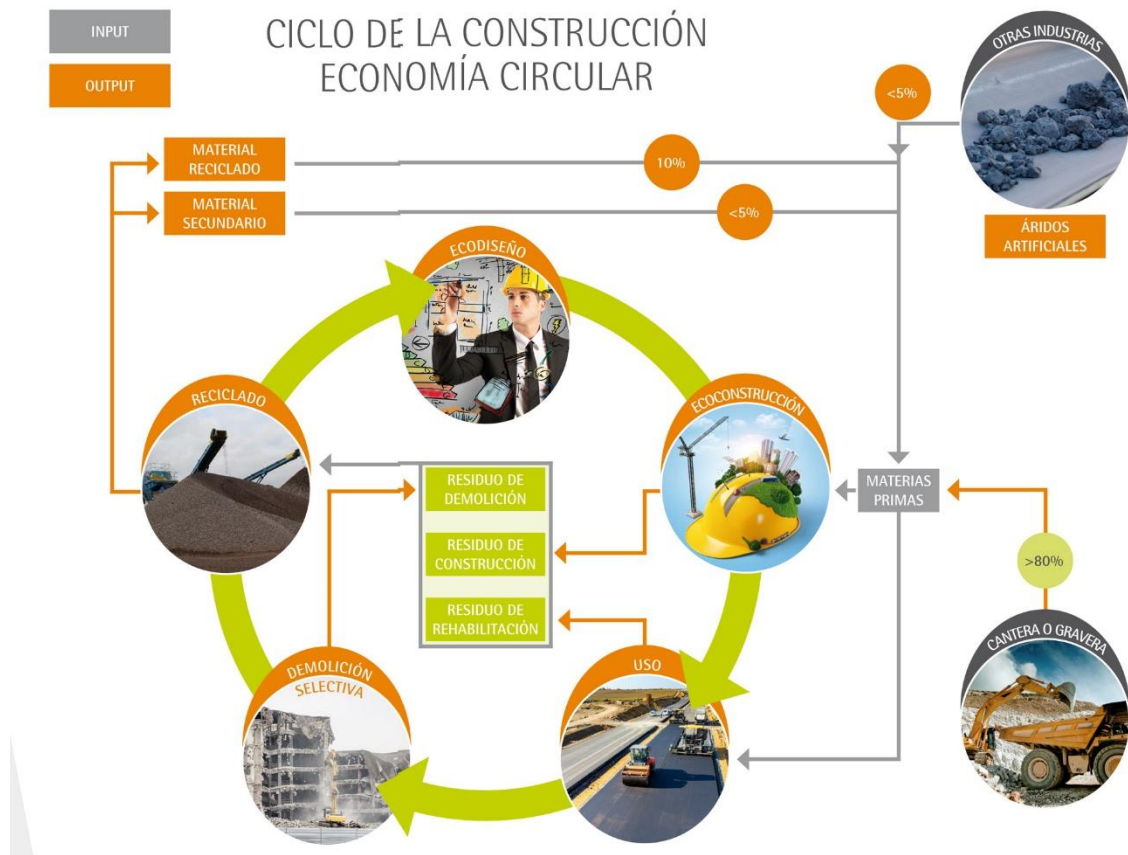 INPUT
OUTPUT
CICLO DE LA CONSTRUCCIÓN
ECONOMÍA CIRCULAR
OTRAS INDUSTRIAS
<5%
MATERIAL
RECICLADO
10%
MATERIAL
SECUNDARIO
<5%
ÁRIDOS
ARTIFICIALES
ECODISEÑO
RECICLADO
ECOCONSTRUCCIÓN
RESIDUO DE
DEMOLICIÓN
MATERIAS
PRIMAS
RESIDUO DE
CONSTRUCCIÓN
>80%
RESIDUO DE
REHABILITACIÓN
DEMOLICIÓN
SELECTIVA
USO
CANTERA O GRAVERA